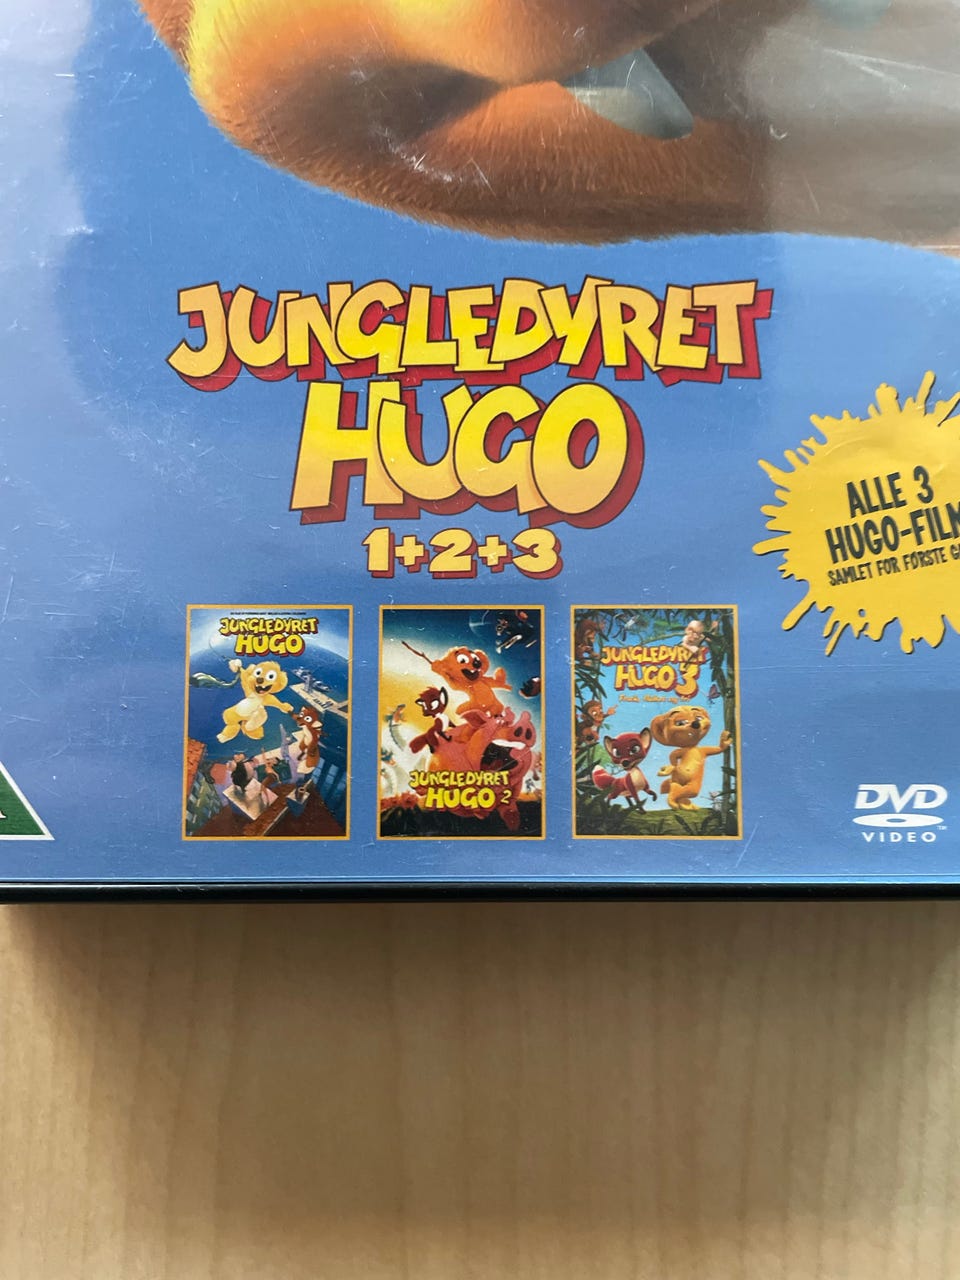 JUNGLEDYRET
HUGO
1+2+3
ALLE 3
HUGO-FILM
SAMLET FOR FØRSTE
JUNGLEDYRET
HUGO
JUNGLEDYRET
HUGO 2
JUNGLEDYRET
HUGO 3
DVD
VIDEO